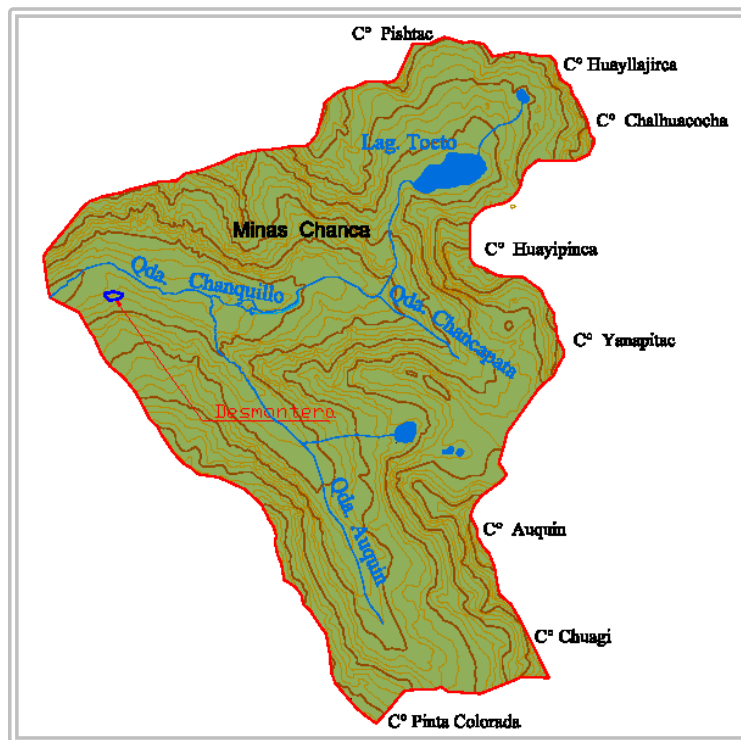 C° Pishtac
C° Huayllajirca
C° Chalhuacocha
Lag. Toeto
Minas Chanca
C° Huayipinca
Qda. Chanquillo
Qda. Chancapata
C° Yanapitac
Desmontera
Qda. Auquin
C° Auquin
C° Chuagi
C° Pinta Colorada